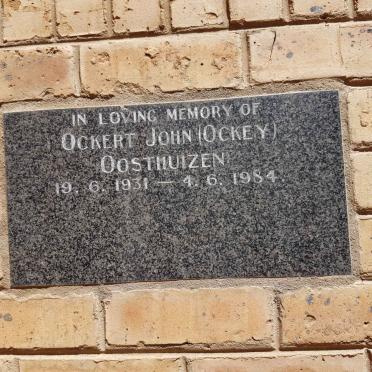 IN LOVING MEMORY OF
OCKERT JOHN (OCKEY)
OOSTHUIZEN
19. 6. 1931 — 4. 6. 1984.